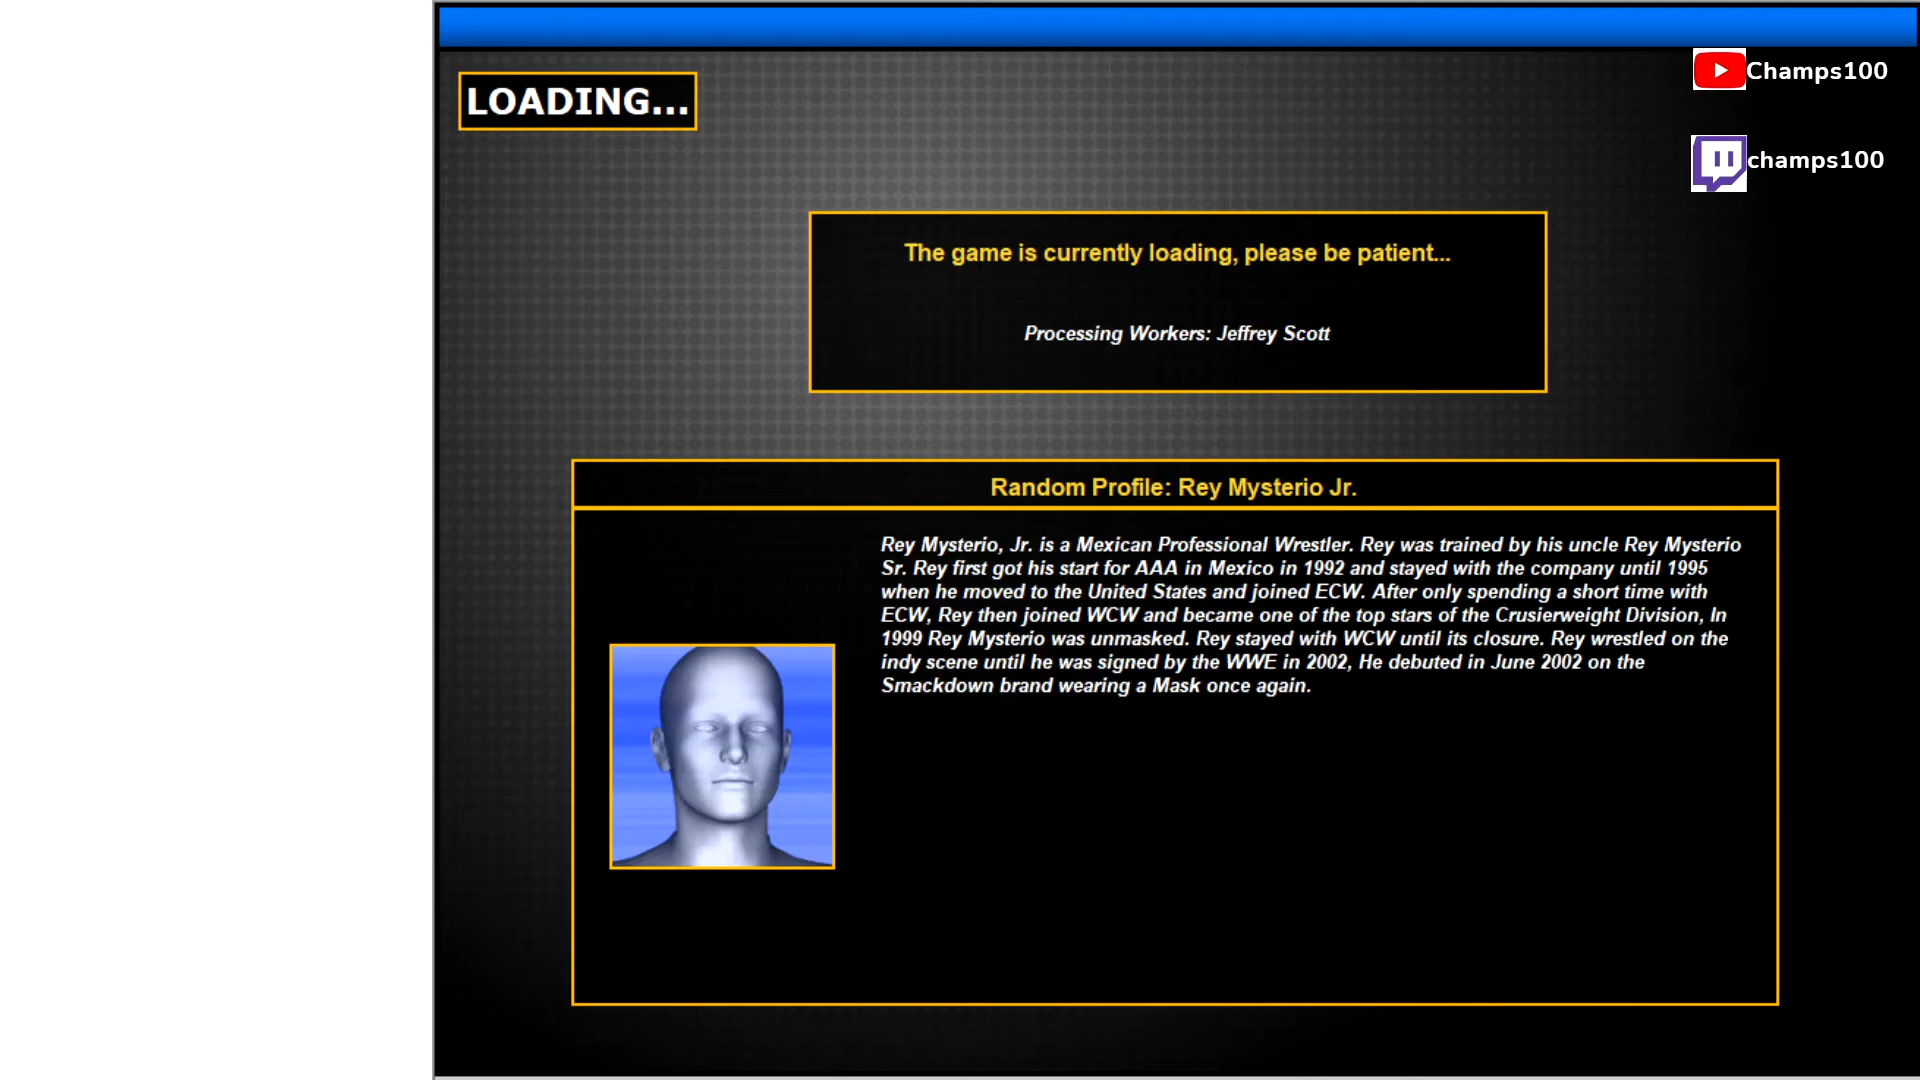 LOADING...
Champs100
champs100
The game is currently loading, please be patient...
Processing Workers: Jeffrey Scott
Random Profile: Rey Mysterio Jr.
Rey Mysterio, Jr. is a Mexican Professional Wrestler. Rey was trained by his uncle Rey Mysterio
Sr. Rey first got his start for AAA in Mexico in 1992 and stayed with the company until 1995
when he moved to the United States and joined ECW. After only spending a short time with
ECW, Rey then joined WCW and became one of the top stars of the Crusierweight Division, In
1999 Rey Mysterio was unmasked. Rey stayed with WCW until its closure. Rey wrestled on the
indy scene until he was signed by the WWE in 2002, He debuted in June 2002 on the
Smackdown brand wearing a Mask once again.